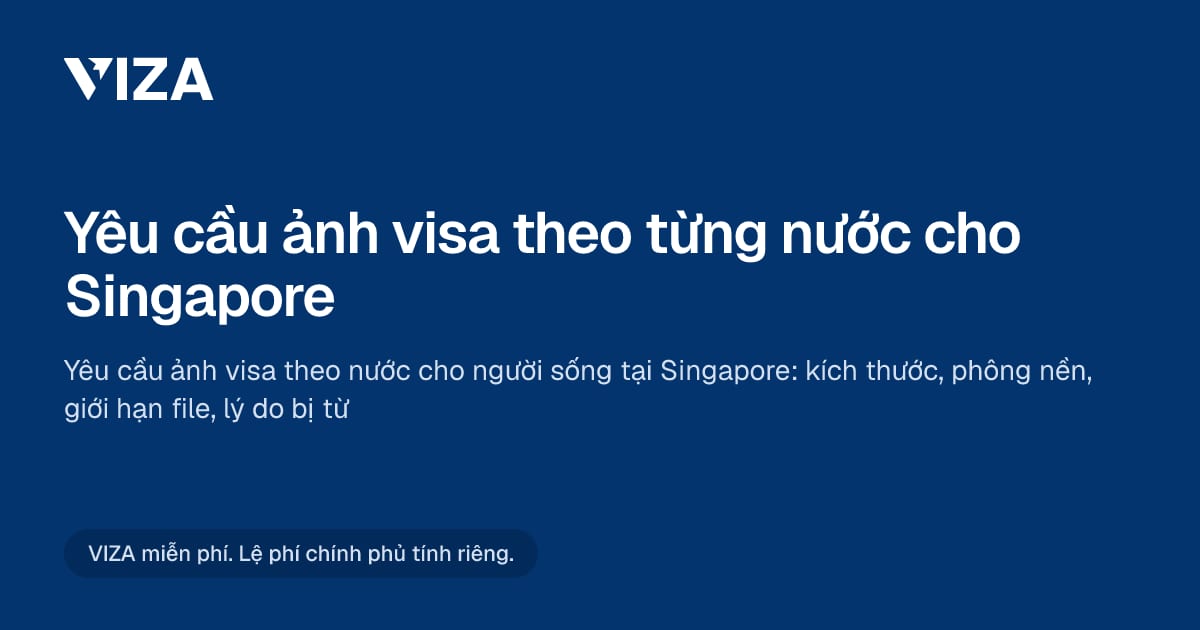 VIZA
Yêu cầu ảnh visa theo từng nước cho
Singapore
Yêu cầu ảnh visa theo nước cho người sống tại Singapore: kích thước, phông nền,
giới hạn file, lý do bị từ
VIZA miễn phí. Lệ phí chính phủ tính riêng.